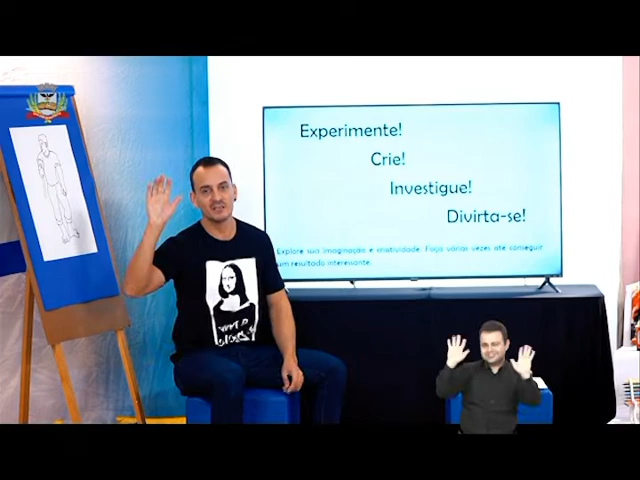 Experimente!
Crie!
Investigue!
Divirta-se!
Explore sua imaginação e criatividade. Faça várias vezes até conseguir
um resultado interessante.